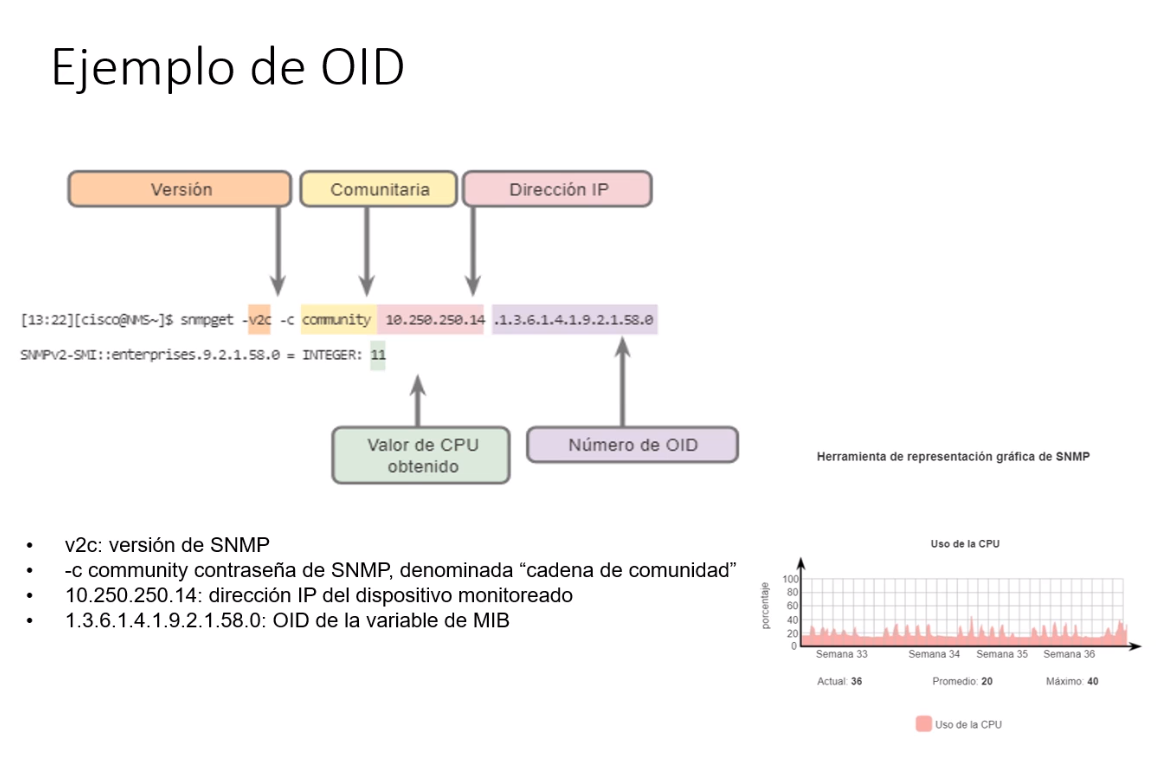 Ejemplo de OID
Versión
Comunitaria
Dirección IP
[13:22][cisco@NMS~]$ snmpget -v2c -c community 10.250.250.14 .1.3.6.1.4.1.9.2.1.58.0
SNMPv2-SMI::enterprises.9.2.1.58.0 = INTEGER: 11
Valor de CPU
obtenido
Número de OID
• v2c: versión de SNMP
• -c community contraseña de SNMP, denominada “cadena de comunidad”
• 10.250.250.14: dirección IP del dispositivo monitoreado
• 1.3.6.1.4.1.9.2.1.58.0: OID de la variable de MIB
Herramienta de representación gráfica de SNMP
Uso de la CPU
porcentaje
100
80
60
40
20
0
Semana 33 Semana 34 Semana 35 Semana 36
Actual: 36 Promedio: 20 Máximo: 40
Uso de la CPU